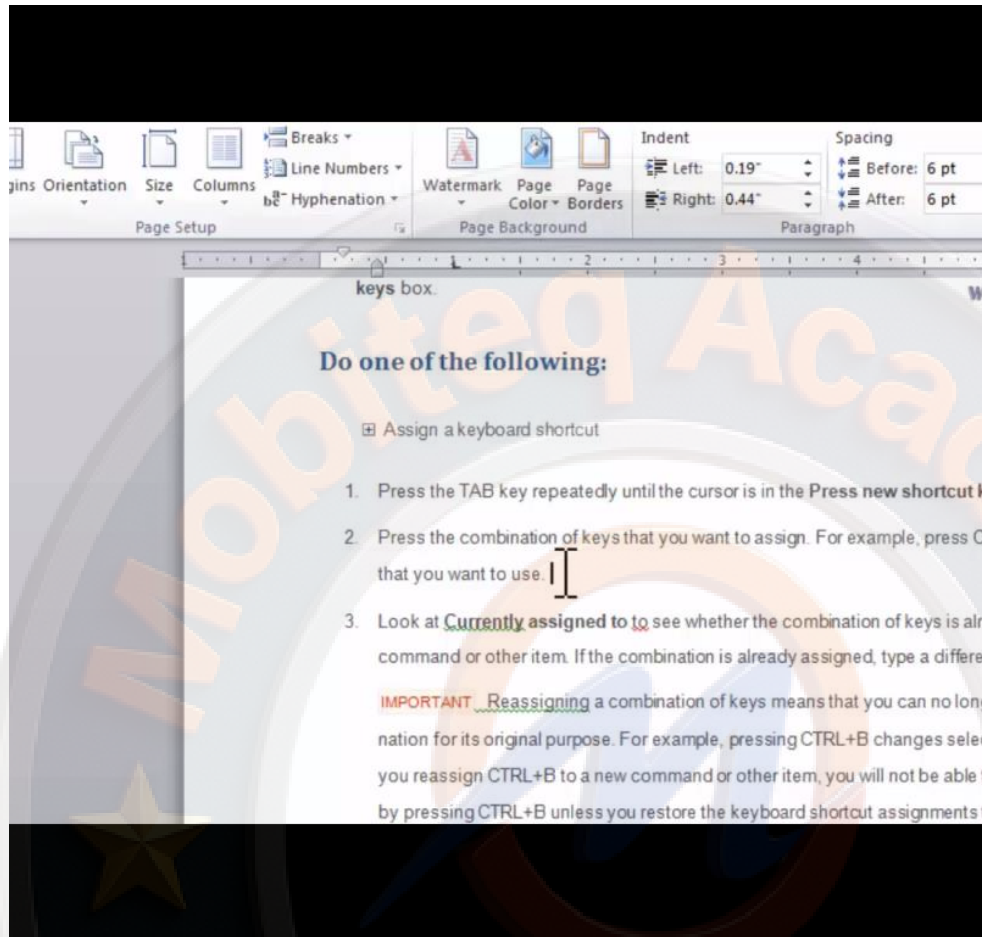 Breaks
Indent
Spacing
Line Numbers
Left: 0.19"
Before: 6 pt
Orientation Size Columns
Hyphenation
Watermark Page Color Page Borders
Right: 0.44"
After: 6 pt
Page Setup
Page Background
Paragraph
1 2 3 4
keys box.
Do one of the following:
Assign a keyboard shortcut
1. Press the TAB key repeatedly until the cursor is in the Press new shortcut
2. Press the combination of keys that you want to assign. For example, press
that you want to use.
3. Look at Currently assigned to to see whether the combination of keys is
command or other item. If the combination is already assigned, type a
IMPORTANT Reassigning a combination of keys means that you can no
nation for its original purpose. For example, pressing CTRL+B changes
you reassign CTRL+B to a new command or other item, you will not be able
by pressing CTRL+B unless you restore the keyboard shortcut assignments
Mobiteq